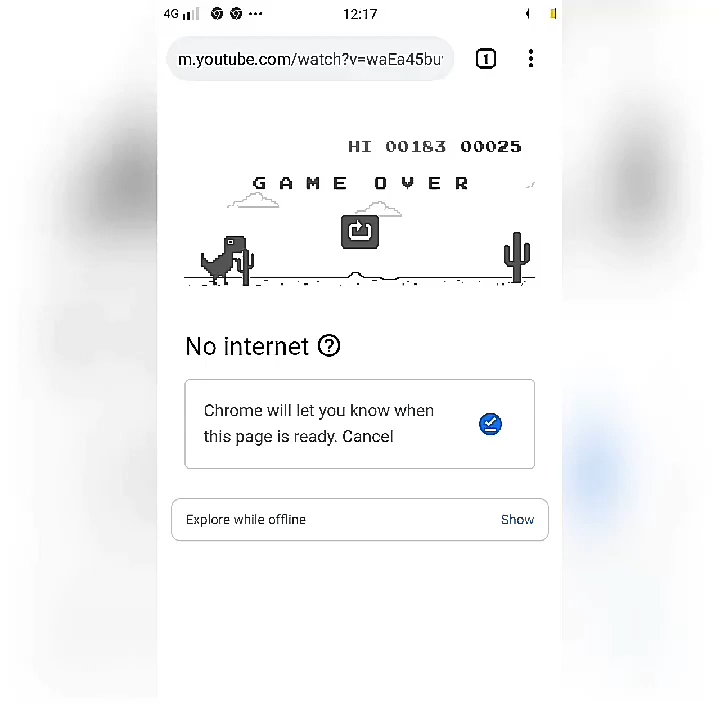 4G 12:17
m.youtube.com/watch?v=waEa45bu 1
HI 00183 00025
GAME OVER
No internet
Chrome will let you know when
this page is ready. Cancel
Explore while offline Show